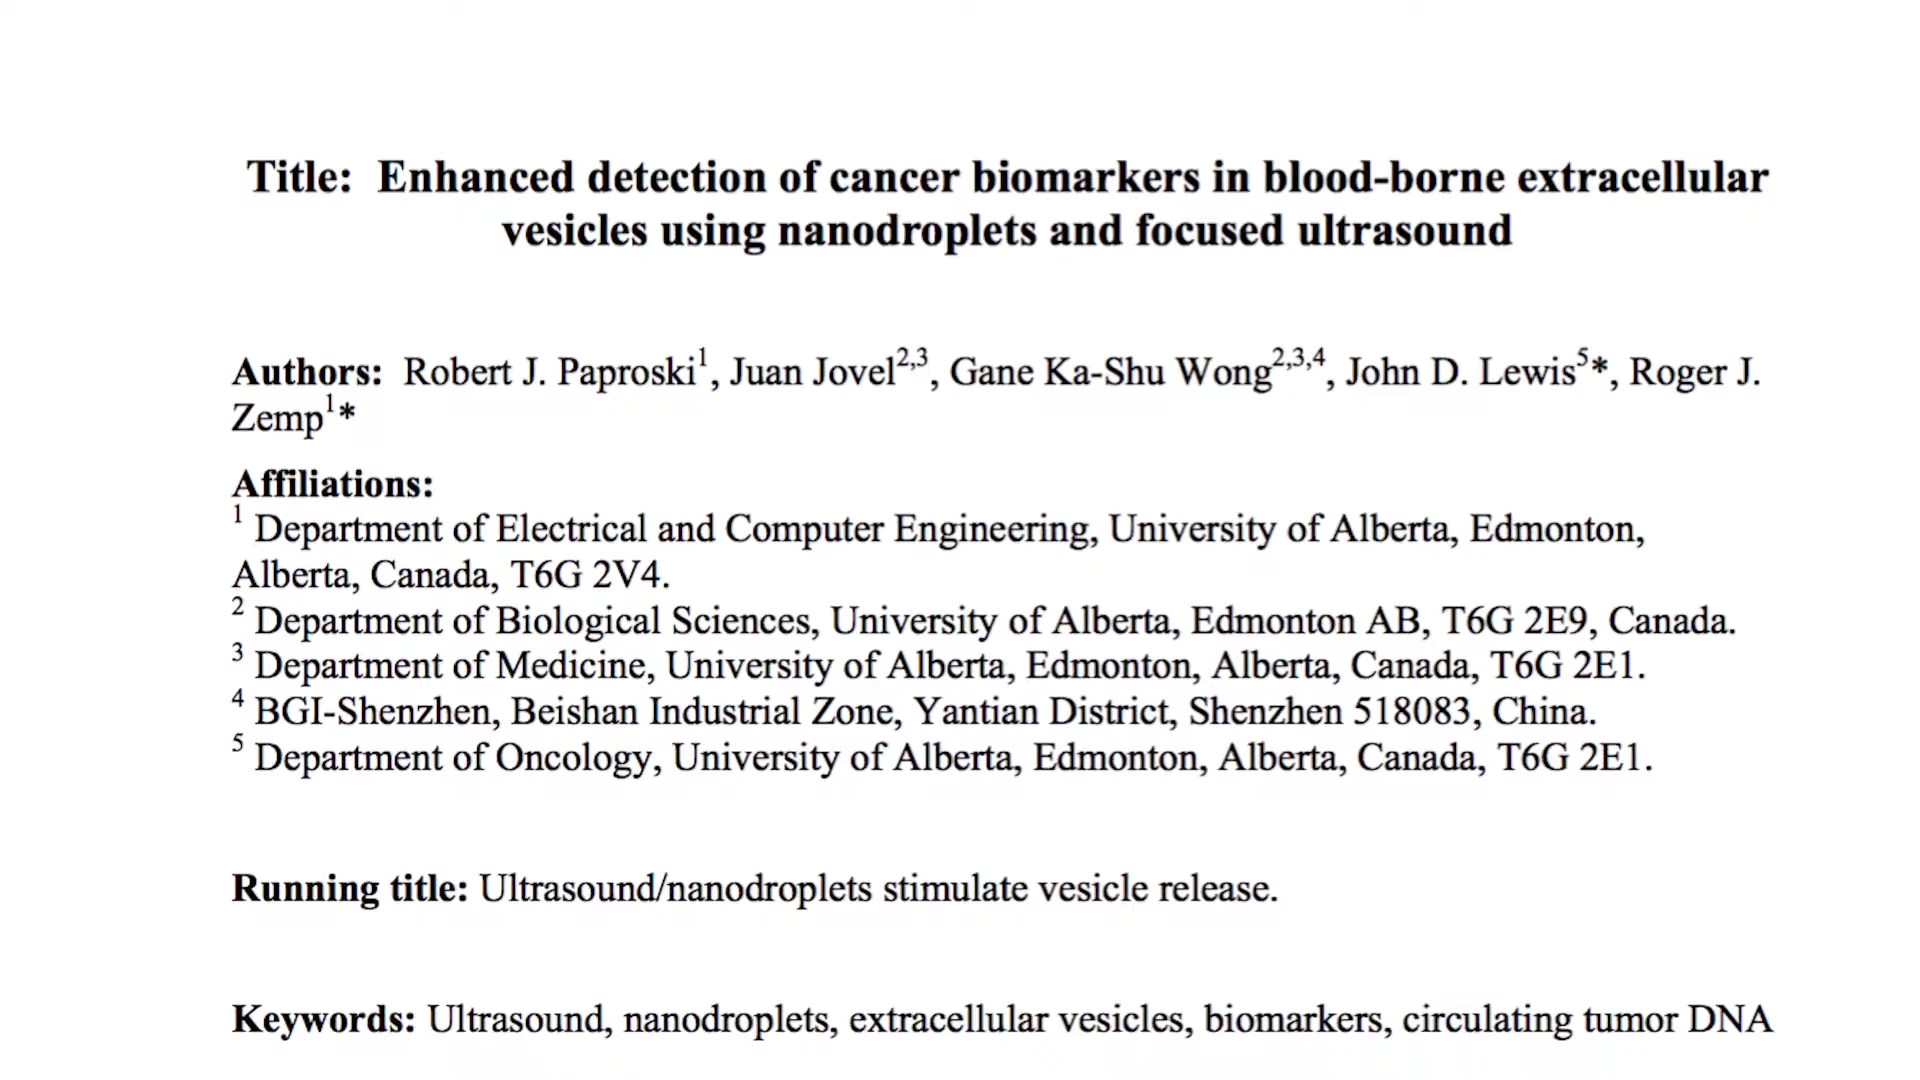 Title: Enhanced detection of cancer biomarkers in blood-borne extracellular
vesicles using nanodroplets and focused ultrasound
Authors: Robert J. Paproski1, Juan Jovel2,3, Gane Ka-Shu Wong2,3,4, John D. Lewis5*, Roger J.
Zemp1*
Affiliations:
1 Department of Electrical and Computer Engineering, University of Alberta, Edmonton,
Alberta, Canada, T6G 2V4.
2 Department of Biological Sciences, University of Alberta, Edmonton AB, T6G 2E9, Canada.
3 Department of Medicine, University of Alberta, Edmonton, Alberta, Canada, T6G 2E1.
4 BGI-Shenzhen, Beishan Industrial Zone, Yantian District, Shenzhen 518083, China.
5 Department of Oncology, University of Alberta, Edmonton, Alberta, Canada, T6G 2E1.
Running title: Ultrasound/nanodroplets stimulate vesicle release.
Keywords: Ultrasound, nanodroplets, extracellular vesicles, biomarkers, circulating tumor DNA